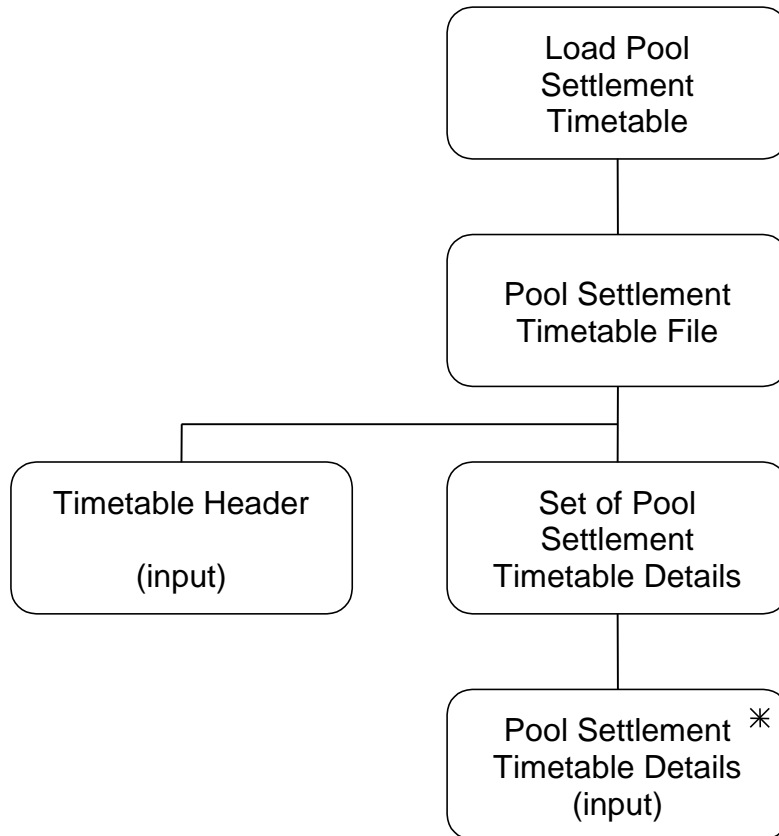 Load Pool
Settlement
Timetable
Pool Settlement
Timetable File
Timetable Header
(input)
Set of Pool
Settlement
Timetable Details
Pool Settlement *
Timetable Details
(input)